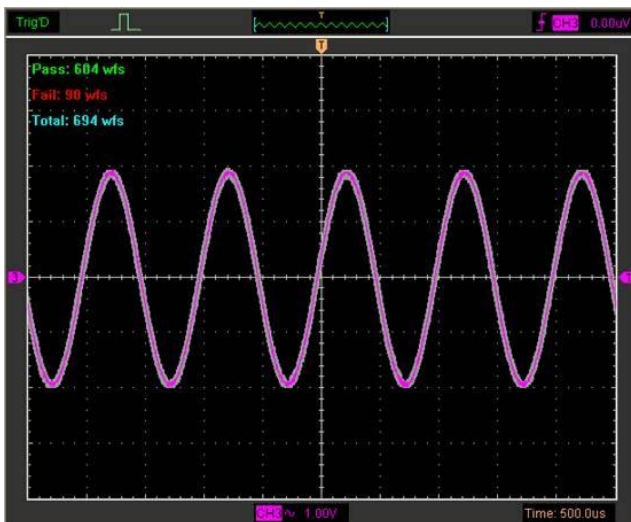 Trig'D T CH3 0.00uV
T
Pass: 604 wfs
Fail: 90 wfs
Total: 694 wfs
3 T
CH3 1.00V Time: 500.0us